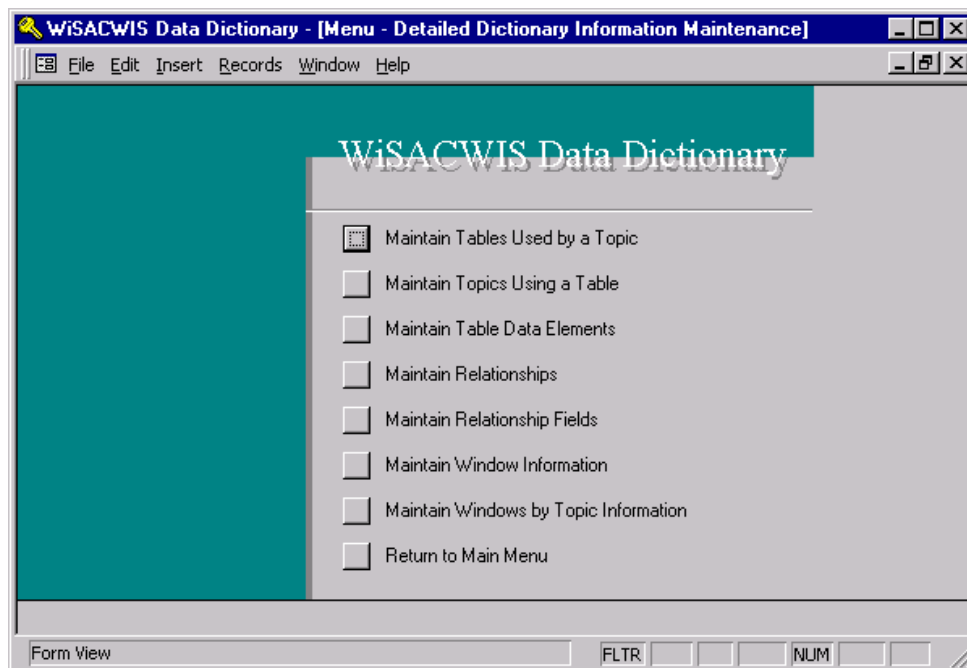 WiSACWIS Data Dictionary - [Menu - Detailed Dictionary Information Maintenance]
File Edit Insert Records Window Help
WiSACWIS Data Dictionary
Maintain Tables Used by a Topic
Maintain Topics Using a Table
Maintain Table Data Elements
Maintain Relationships
Maintain Relationship Fields
Maintain Window Information
Maintain Windows by Topic Information
Return to Main Menu
Form View FLTR NUM